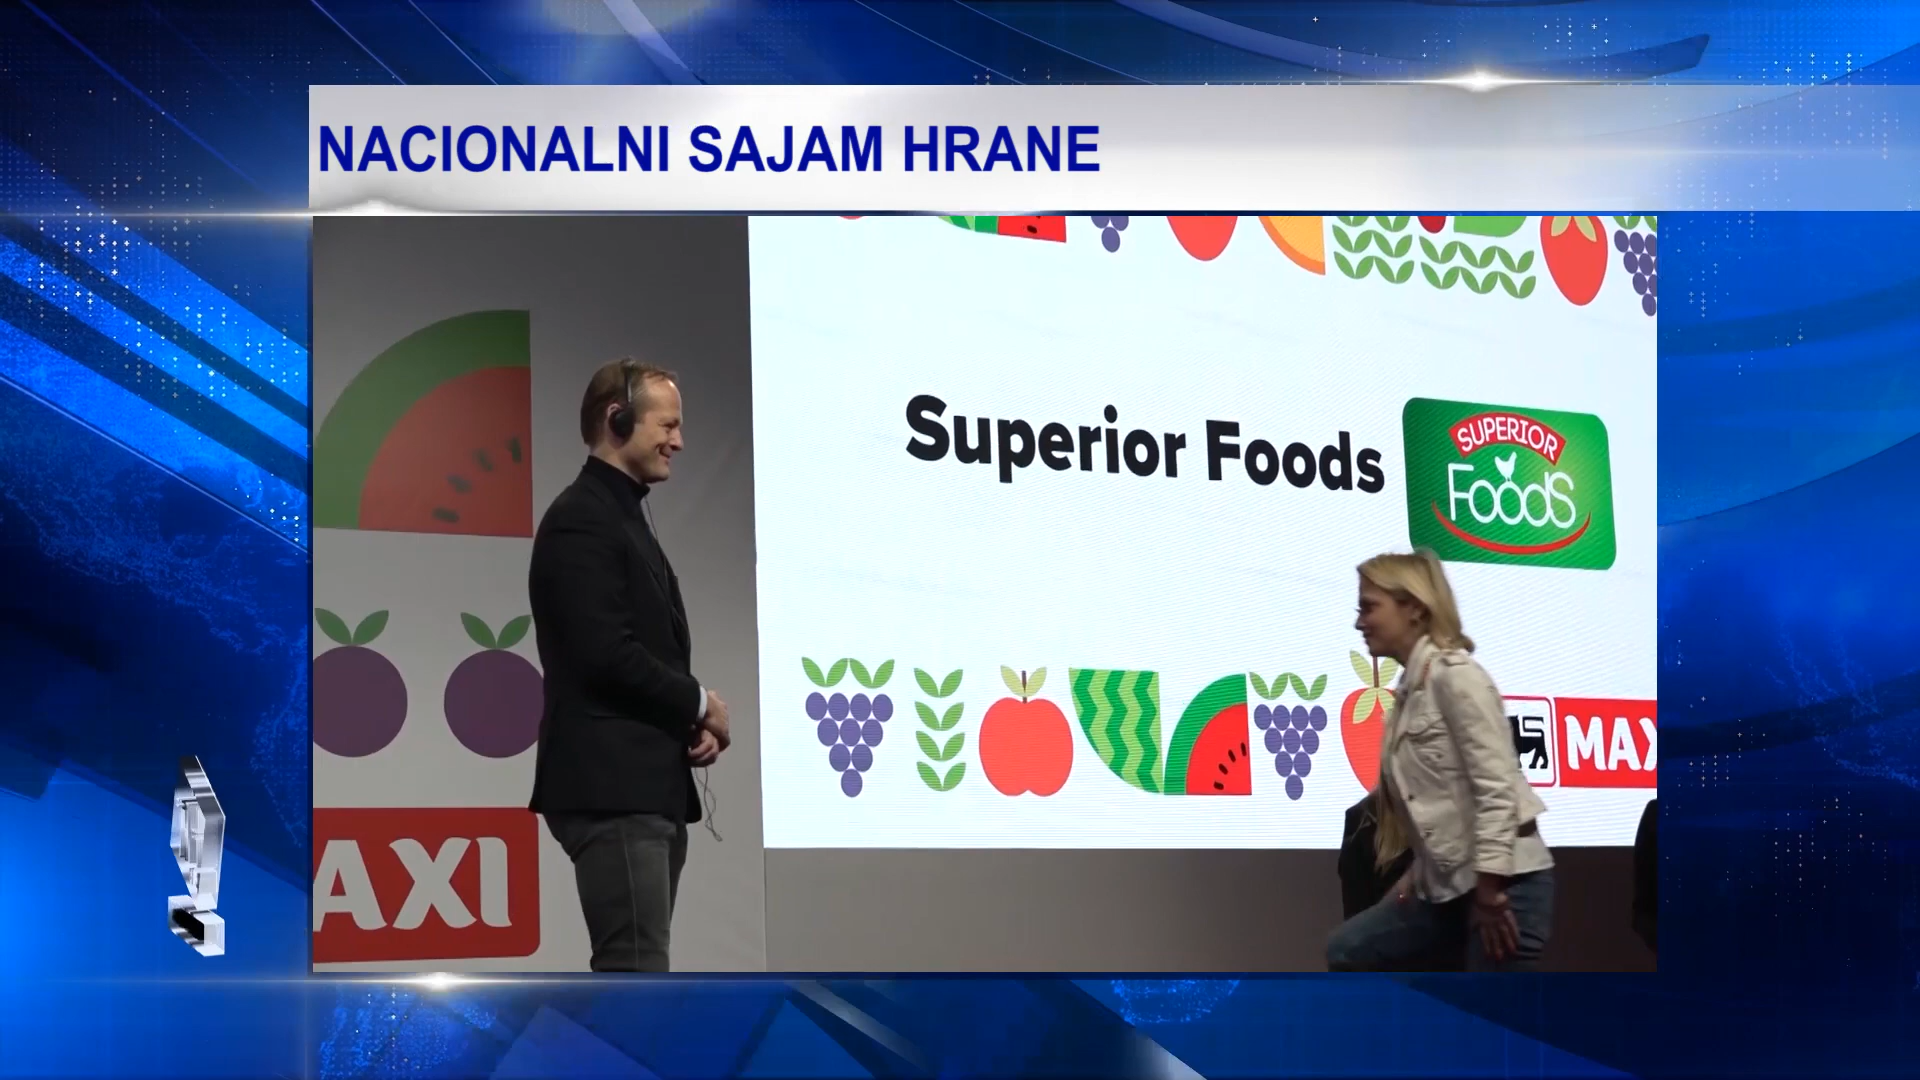 NACIONALNI SAJAM HRANE
Superior Foods
SUPERIOR
FOODS
MAX
AXI